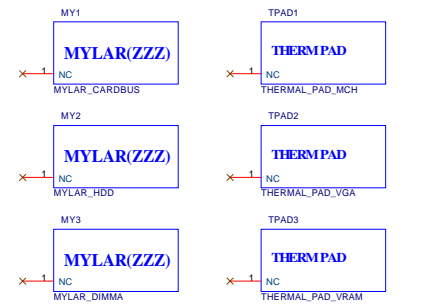 MY1
TPAD1
MYLAR(ZZZ)
THERM PAD
1 NC
1 NC
MYLAR_CARDBUS
THERMAL_PAD_MCH
MY2
TPAD2
MYLAR(ZZZ)
THERM PAD
1 NC
1 NC
MYLAR_HDD
THERMAL_PAD_VGA
MY3
TPAD3
MYLAR(ZZZ)
THERM PAD
1 NC
1 NC
MYLAR_DIMMA
THERMAL_PAD_VRAM